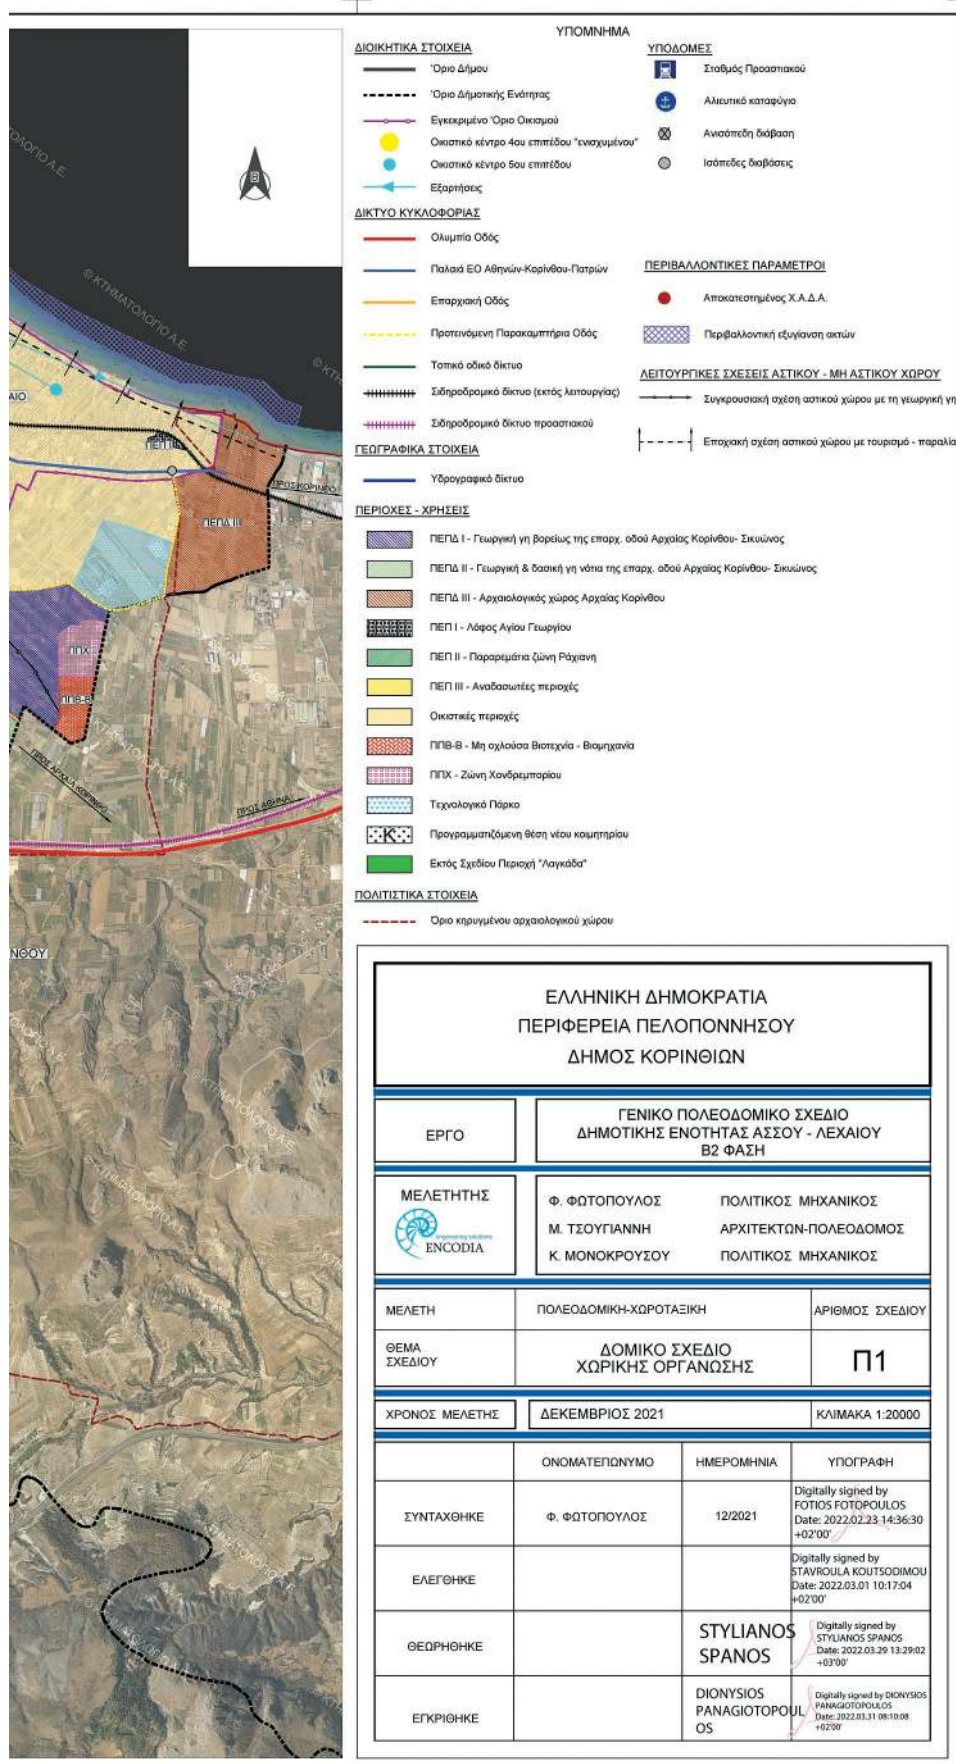 ΥΠΟΜΝΗΜΑ
ΔΙΟΙΚΗΤΙΚΑ ΣΤΟΙΧΕΙΑ
Όριο Δήμου
Όριο Δημοτικής Ενότητας
Εγκεκριμένο Όριο Οικισμού
Οικιστικό κέντρο 4ου επιπέδου "ενισχυμένου"
Οικιστικό κέντρο 5ου επιπέδου
Εξαρτήσεις
ΥΠΟΔΟΜΕΣ
Σταθμός Προαστιακού
Αλιευτικό καταφύγιο
Ανισόπεδη διάβαση
Ισόπεδες διαβάσεις
ΔΙΚΤΥΟ ΚΥΚΛΟΦΟΡΙΑΣ
Ολυμπία Οδός
Παλαιά ΕΟ Αθηνών-Κορίνθου-Πατρών
Επαρχιακή Οδός
Προτεινόμενη Παρακαμπτήρια Οδός
Τοπικό οδικό δίκτυο
Σιδηροδρομικό δίκτυο (εκτός λειτουργίας)
Σιδηροδρομικό δίκτυο προαστιακού
ΠΕΡΙΒΑΛΛΟΝΤΙΚΕΣ ΠΑΡΑΜΕΤΡΟΙ
Αποκατεστημένος Χ.Α.Δ.Α.
Περιβαλλοντική εξυγίανση ακτών
ΛΕΙΤΟΥΡΓΙΚΕΣ ΣΧΕΣΕΙΣ ΑΣΤΙΚΟΥ - ΜΗ ΑΣΤΙΚΟΥ ΧΩΡΟΥ
Συγκρουσιακή σχέση αστικού χώρου με τη γεωργική γη
Εποχιακή σχέση αστικού χώρου με τουρισμό - παραλία
ΓΕΩΓΡΑΦΙΚΑ ΣΤΟΙΧΕΙΑ
Υδρογραφικό δίκτυο
ΠΕΡΙΟΧΕΣ - ΧΡΗΣΕΙΣ
ΠΕΠΔ Ι - Γεωργική γη βορείως της επαρχ. οδού Αρχαίας Κορίνθου- Σικυώνος
ΠΕΠΔ ΙΙ - Γεωργική & δασική γη νότια της επαρχ. οδού Αρχαίας Κορίνθου- Σικυώνος
ΠΕΠΔ ΙΙΙ - Αρχαιολογικός χώρος Αρχαίας Κορίνθου
ΠΕΠ Ι - Λόφος Αγίου Γεωργίου
ΠΕΠ ΙΙ - Παραρεμάτια ζώνη Ράχιανη
ΠΕΠ ΙΙΙ - Αναδασωτέες περιοχές
Οικιστικές περιοχές
ΠΠΒ-Β - Μη οχλούσα Βιοτεχνία - Βιομηχανία
ΠΠΧ - Ζώνη Χονδρεμπορίου
Τεχνολογικό Πάρκο
Κ
Προγραμματιζόμενη θέση νέου κοιμητηρίου
Εκτός Σχεδίου Περιοχή "Λαγκάδα"
ΠΟΛΙΤΙΣΤΙΚΑ ΣΤΟΙΧΕΙΑ
Όριο κηρυγμένου αρχαιολογικού χώρου
Β
© ΚΤΗΜΑΤΟΛΟΓΙΟ Α.Ε.
ΑΙΟ
ΠΕΠ Ι
ΠΡΟΣ ΚΟΡΙΝΘΟ
ΠΕΠΔ ΙΙΙ
ΠΠΧ
ΠΠΒ-Β
ΠΡΟΣ ΑΡΧΑΙΑ ΚΟΡΙΝΘΟ
ΠΡΟΣ ΑΘΗΝΑ
ΝΘΟΥ
ΕΛΛΗΝΙΚΗ ΔΗΜΟΚΡΑΤΙΑ
ΠΕΡΙΦΕΡΕΙΑ ΠΕΛΟΠΟΝΝΗΣΟΥ
ΔΗΜΟΣ ΚΟΡΙΝΘΙΩΝ
ΕΡΓΟ
ΓΕΝΙΚΟ ΠΟΛΕΟΔΟΜΙΚΟ ΣΧΕΔΙΟ
ΔΗΜΟΤΙΚΗΣ ΕΝΟΤΗΤΑΣ ΑΣΣΟΥ - ΛΕΧΑΙΟΥ
Β2 ΦΑΣΗ
ΜΕΛΕΤΗΤΗΣ
engineering solutions
ENCODIA
Φ. ΦΩΤΟΠΟΥΛΟΣ ΠΟΛΙΤΙΚΟΣ ΜΗΧΑΝΙΚΟΣ
Μ. ΤΣΟΥΓΙΑΝΝΗ ΑΡΧΙΤΕΚΤΩΝ-ΠΟΛΕΟΔΟΜΟΣ
Κ. ΜΟΝΟΚΡΟΥΣΟΥ ΠΟΛΙΤΙΚΟΣ ΜΗΧΑΝΙΚΟΣ
ΜΕΛΕΤΗ ΠΟΛΕΟΔΟΜΙΚΗ-ΧΩΡΟΤΑΞΙΚΗ ΑΡΙΘΜΟΣ ΣΧΕΔΙΟΥ
ΘΕΜΑ
ΣΧΕΔΙΟΥ
ΔΟΜΙΚΟ ΣΧΕΔΙΟ
ΧΩΡΙΚΗΣ ΟΡΓΑΝΩΣΗΣ
Π1
ΧΡΟΝΟΣ ΜΕΛΕΤΗΣ ΔΕΚΕΜΒΡΙΟΣ 2021 ΚΛΙΜΑΚΑ 1:20000
ΟΝΟΜΑΤΕΠΩΝΥΜΟ ΗΜΕΡΟΜΗΝΙΑ ΥΠΟΓΡΑΦΗ
ΣΥΝΤΑΧΘΗΚΕ Φ. ΦΩΤΟΠΟΥΛΟΣ 12/2021
Digitally signed by
FOTIOS FOTOPOULOS
Date: 2022.02.23 14:36:30
+02'00'
ΕΛΕΓΘΗΚΕ
Digitally signed by
STAVROULA KOUTSODIMOU
Date: 2022.03.01 10:17:04
+02'00'
ΘΕΩΡΗΘΗΚΕ
STYLIANOS
SPANOS
Digitally signed by
STYLIANOS SPANOS
Date: 2022.03.29 13:29:02
+03'00'
ΕΓΚΡΙΘΗΚΕ
DIONYSIOS
PANAGIOTOPOUL
OS
Digitally signed by DIONYSIOS
PANAGIOTOPOULOS
Date: 2022.03.31 08:10:08
+02'00'